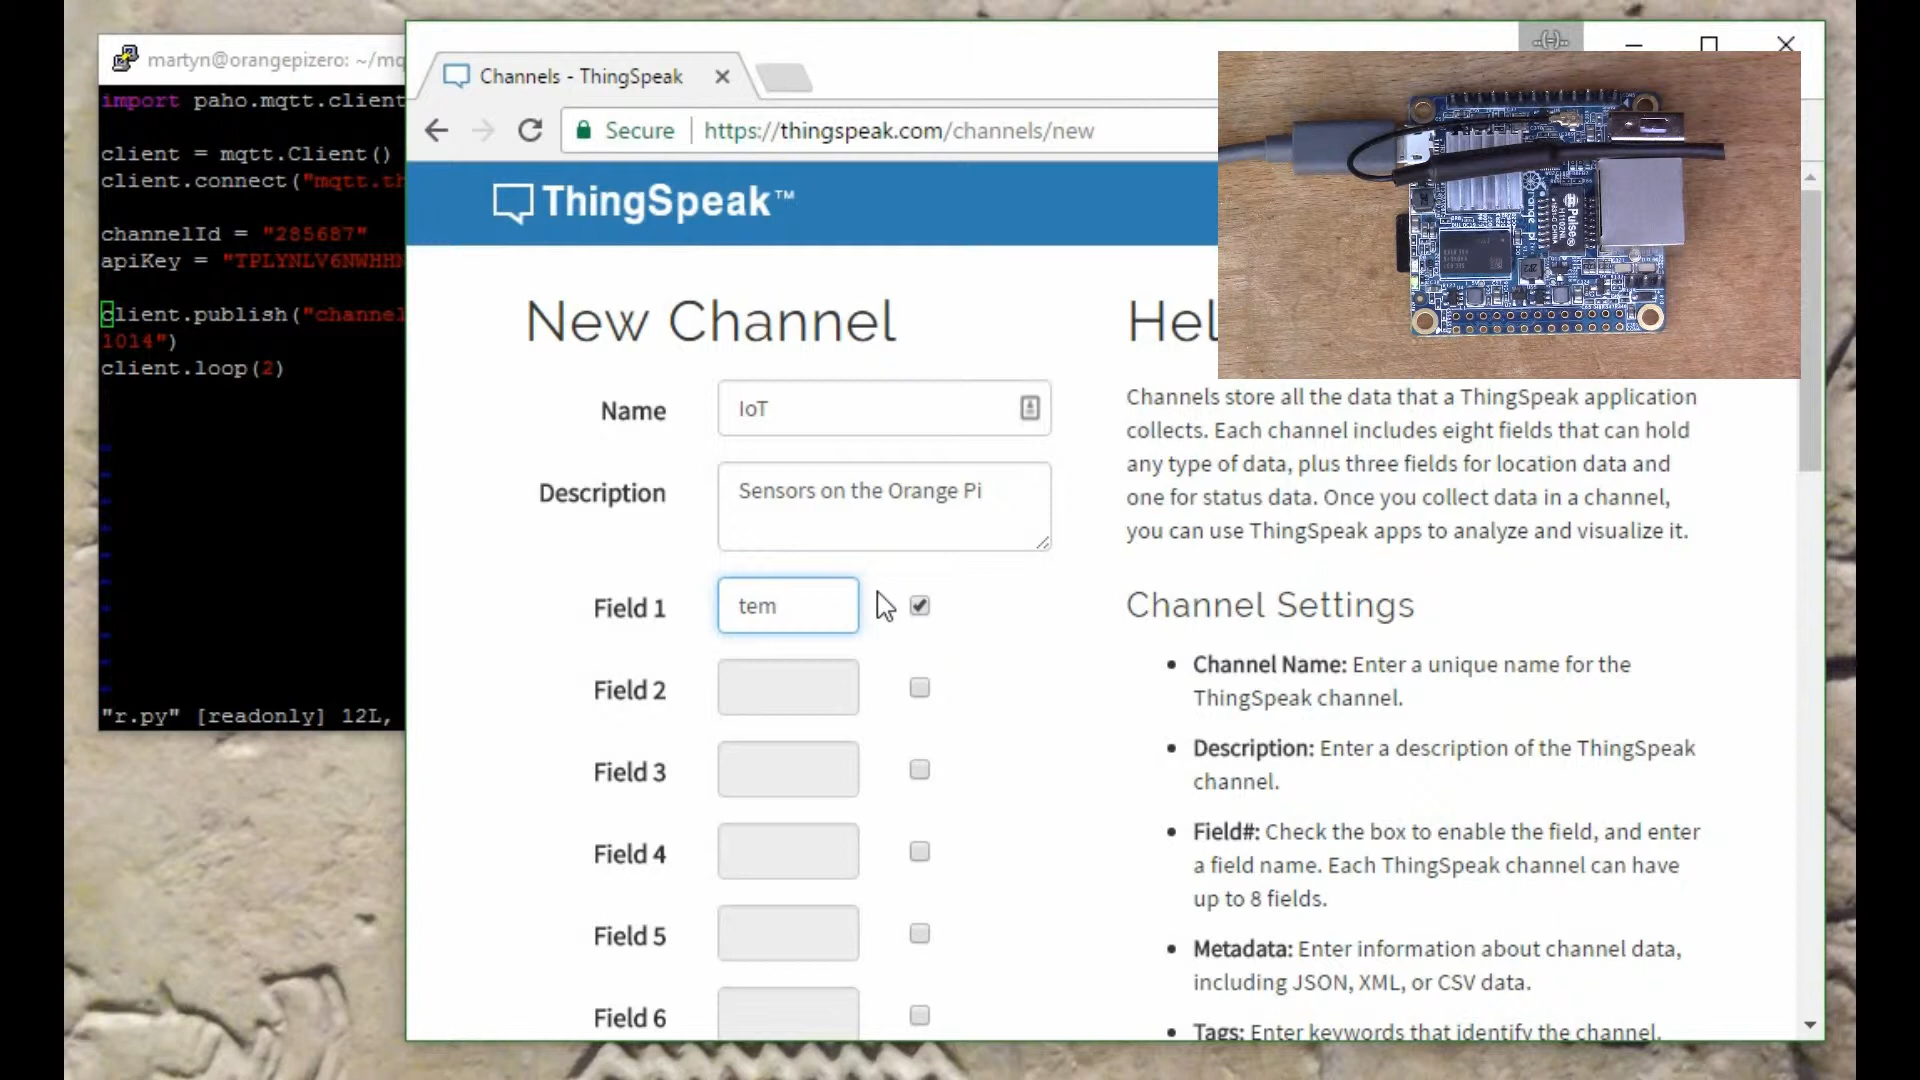 martyn@orangepizero: ~/mq
import paho.mqtt.client
client = mqtt.Client()
client.connect("mqtt.th
channelId = "285687"
apiKey = "TPLYNLV6NWHHN
client.publish("channel
1014")
client.loop(2)
"r.py" [readonly] 12L,
Channels - ThingSpeak
Secure
https://thingspeak.com/channels/new
ThingSpeak™
New Channel
Name
IoT
Description
Sensors on the Orange Pi
Field 1
tem
Field 2
Field 3
Field 4
Field 5
Field 6
Hel
Channels store all the data that a ThingSpeak application
collects. Each channel includes eight fields that can hold
any type of data, plus three fields for location data and
one for status data. Once you collect data in a channel,
you can use ThingSpeak apps to analyze and visualize it.
Channel Settings
Channel Name: Enter a unique name for the
ThingSpeak channel.
Description: Enter a description of the ThingSpeak
channel.
Field#: Check the box to enable the field, and enter
a field name. Each ThingSpeak channel can have
up to 8 fields.
Metadata: Enter information about channel data,
including JSON, XML, or CSV data.
Tags: Enter keywords that identify the channel.
Pulse
H1102NL
Orange Pi